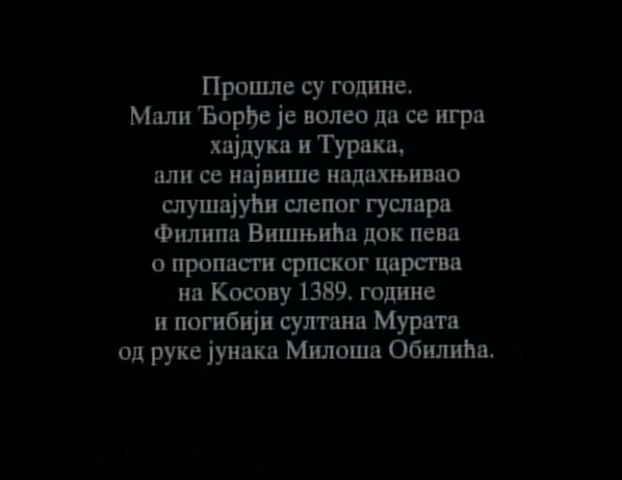 Прошле су године.
Мали Ђорђе је волео да се игра
хајдука и Турака,
али се највише надахњивао
слушајући слепог гуслара
Филипа Вишњића док пева
о пропасти српског царства
на Косову 1389. године
и погибији султана Мурата
од руке јунака Милоша Обилића.